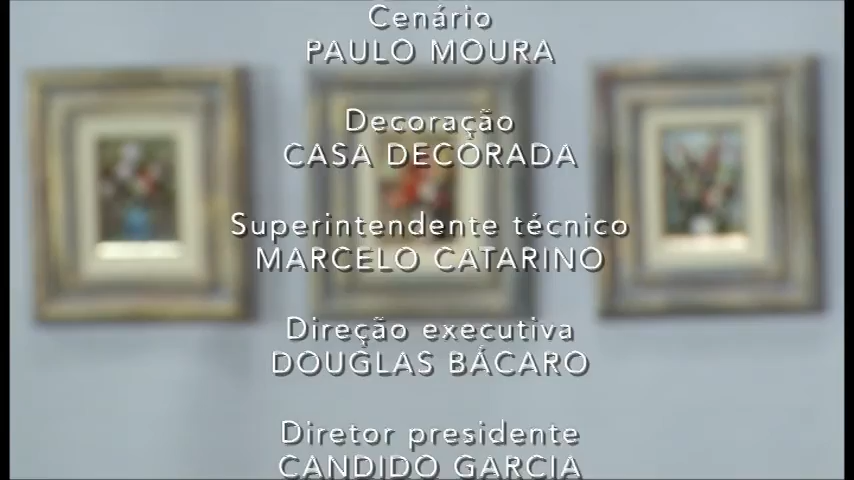 Cenário
PAULO MOURA
Decoração
CASA DECORADA
Superintendente técnico
MARCELO CATARINO
Direção executiva
DOUGLAS BÁCARO
Diretor presidente
CANDIDO GARCIA